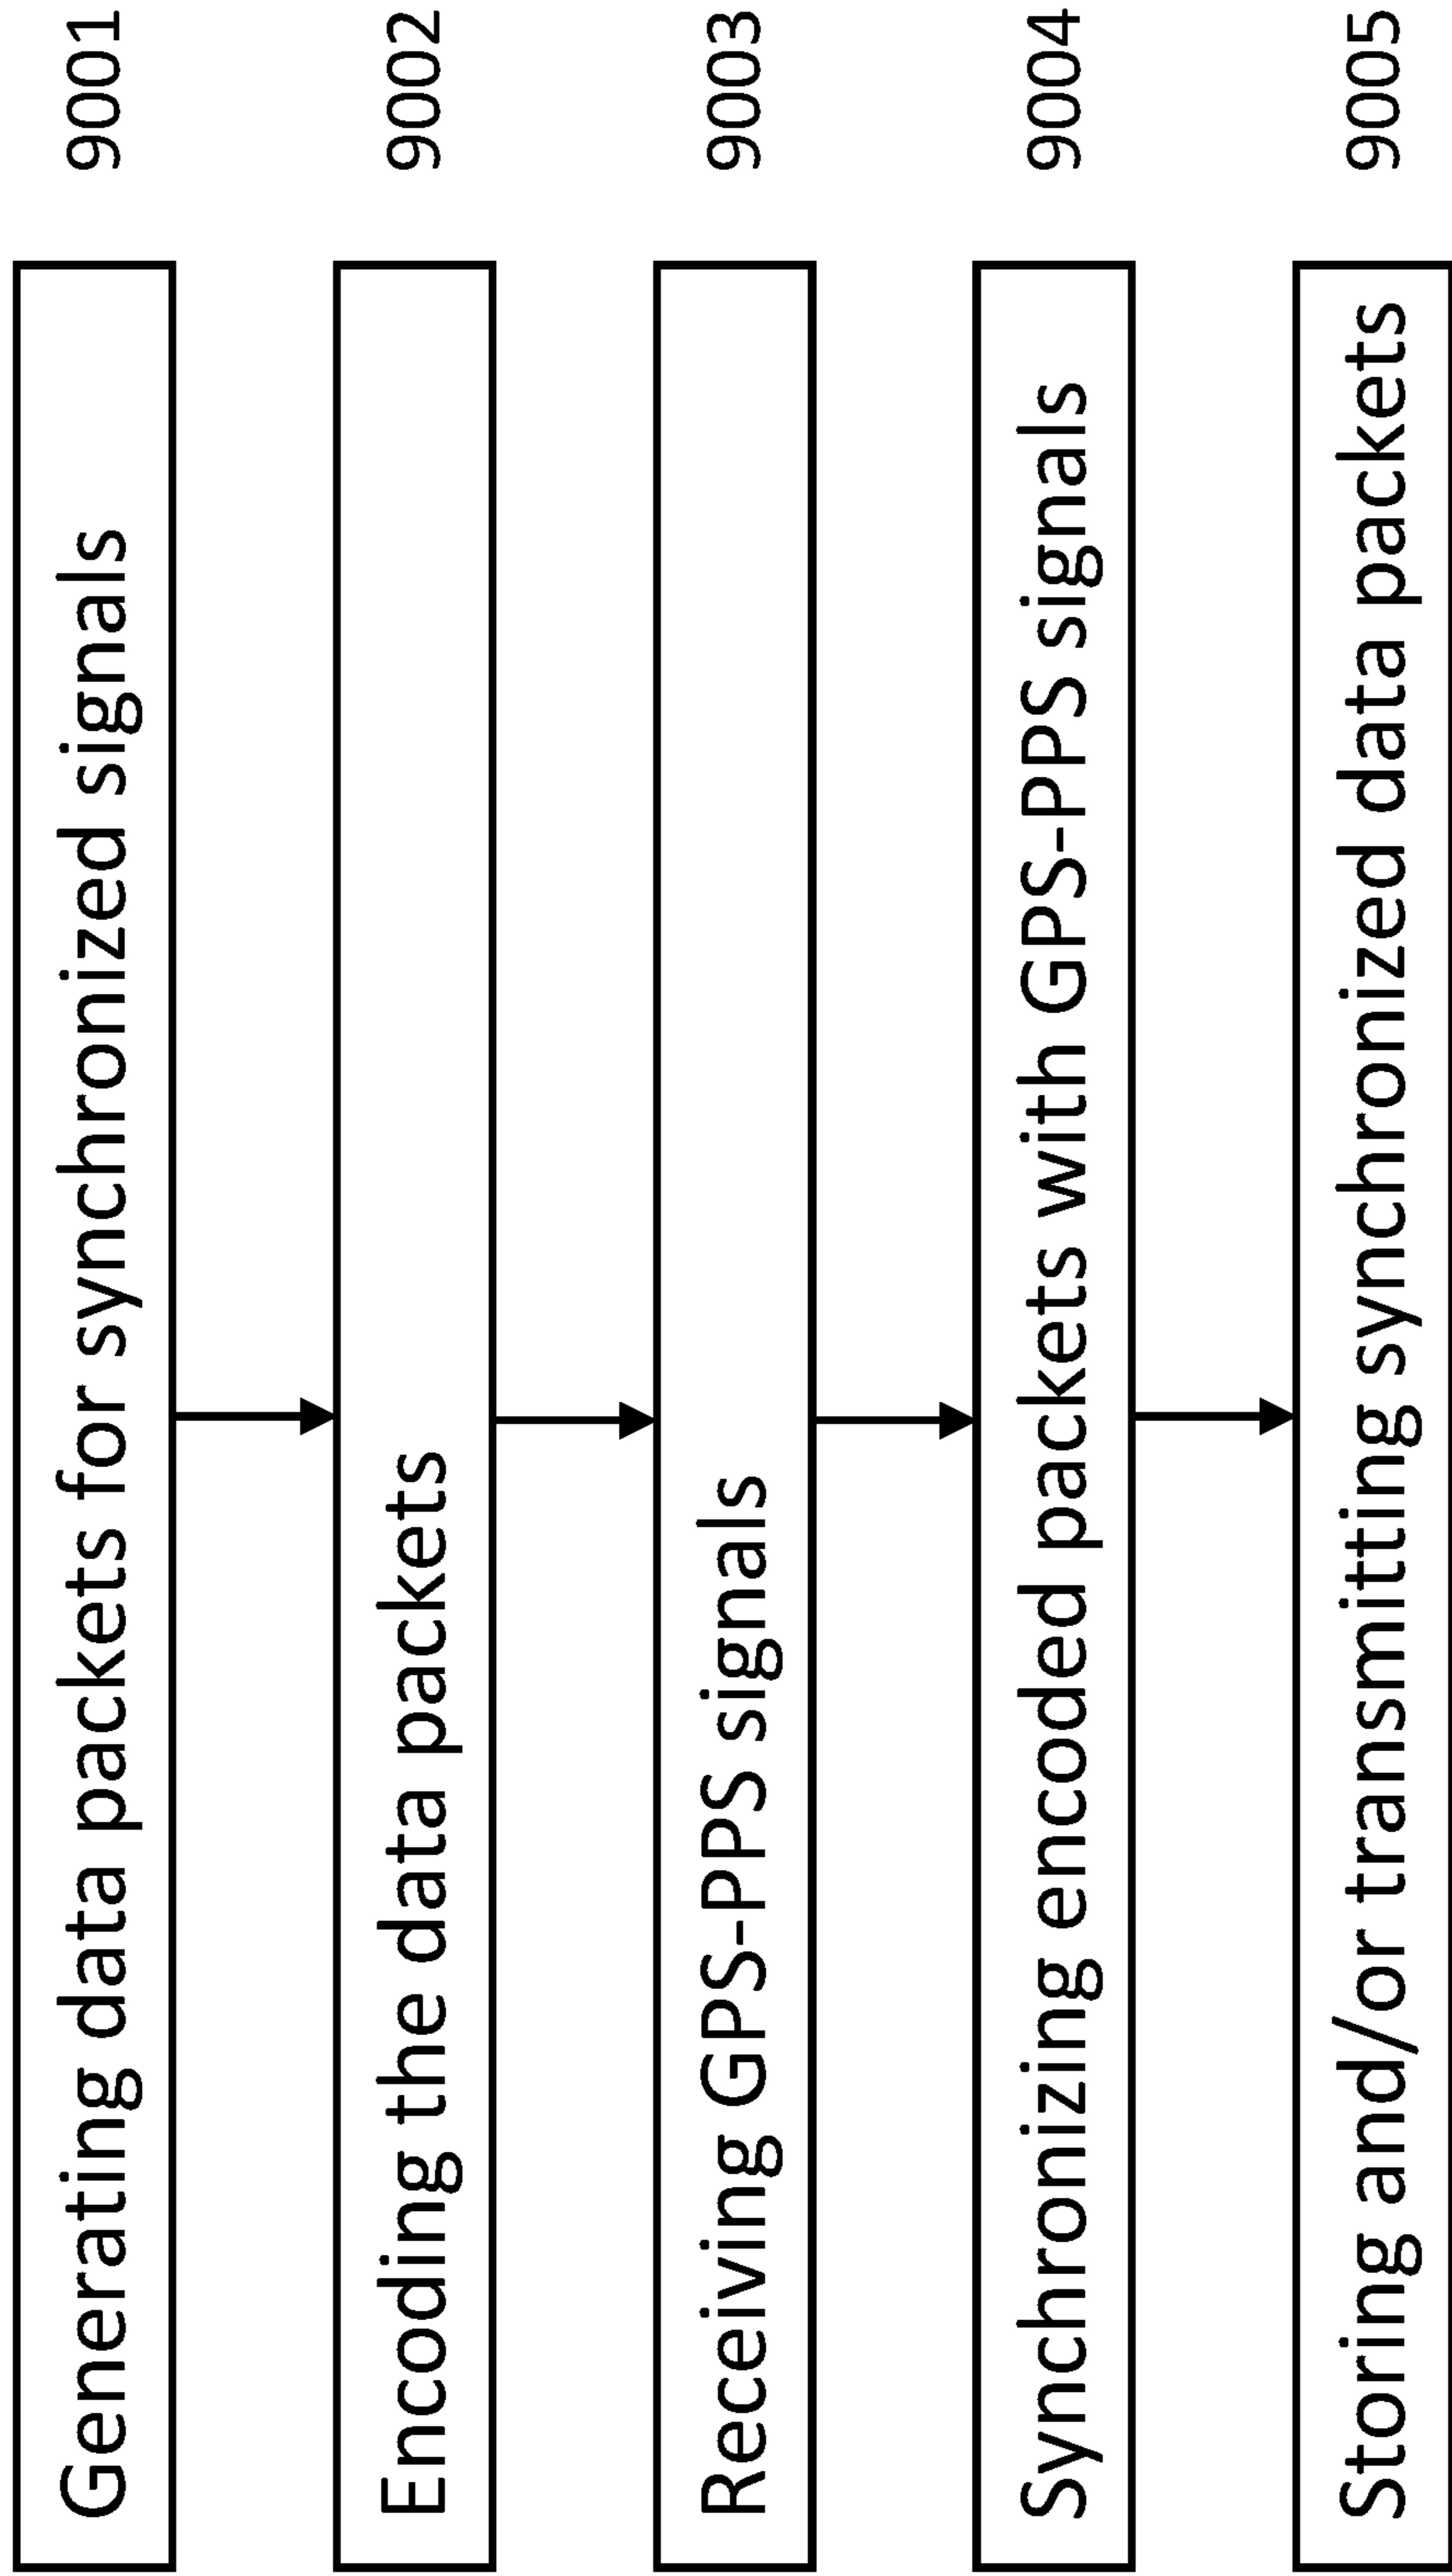 Generating data packets for synchronized signals 9001
Encoding the data packets 9002
Receiving GPS-PPS signals 9003
Synchronizing encoded packets with GPS-PPS signals 9004
Storing and/or transmitting synchronized data packets 9005